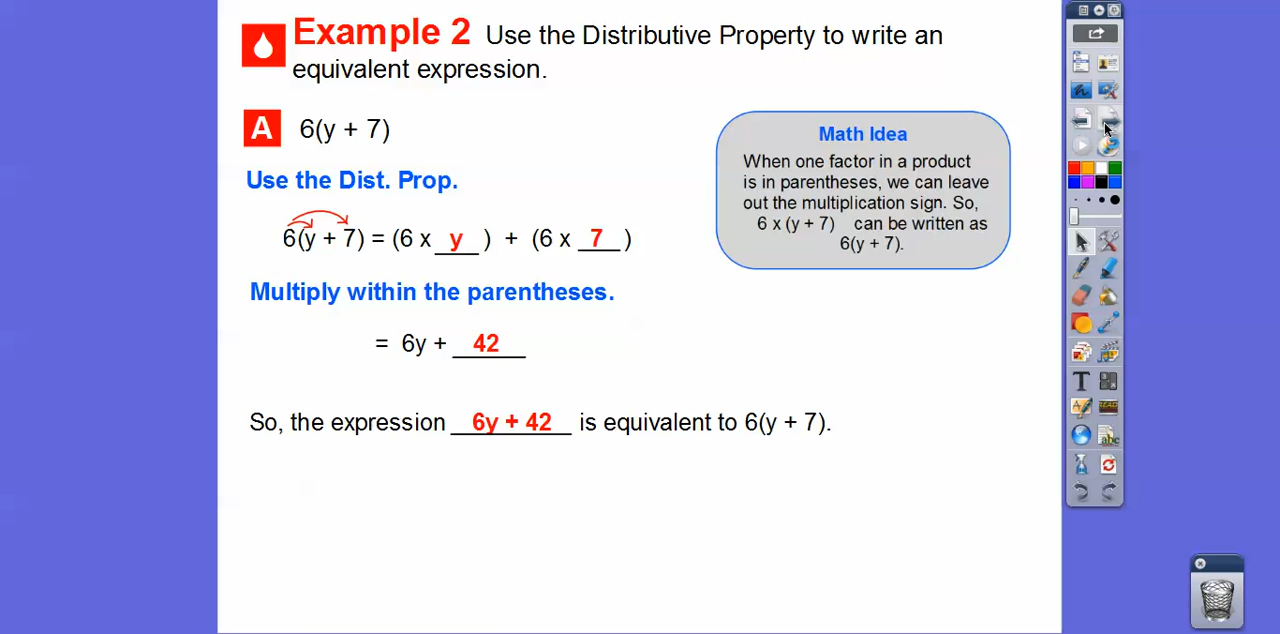 Example 2 Use the Distributive Property to write an
equivalent expression.
A 6(y + 7)
Use the Dist. Prop.
6(y + 7) = (6 x y ) + (6 x 7 )
Multiply within the parentheses.
= 6y + 42
So, the expression 6y + 42 is equivalent to 6(y + 7).
Math Idea
When one factor in a product
is in parentheses, we can leave
out the multiplication sign. So,
6 x (y + 7) can be written as
6(y + 7).
T
abc